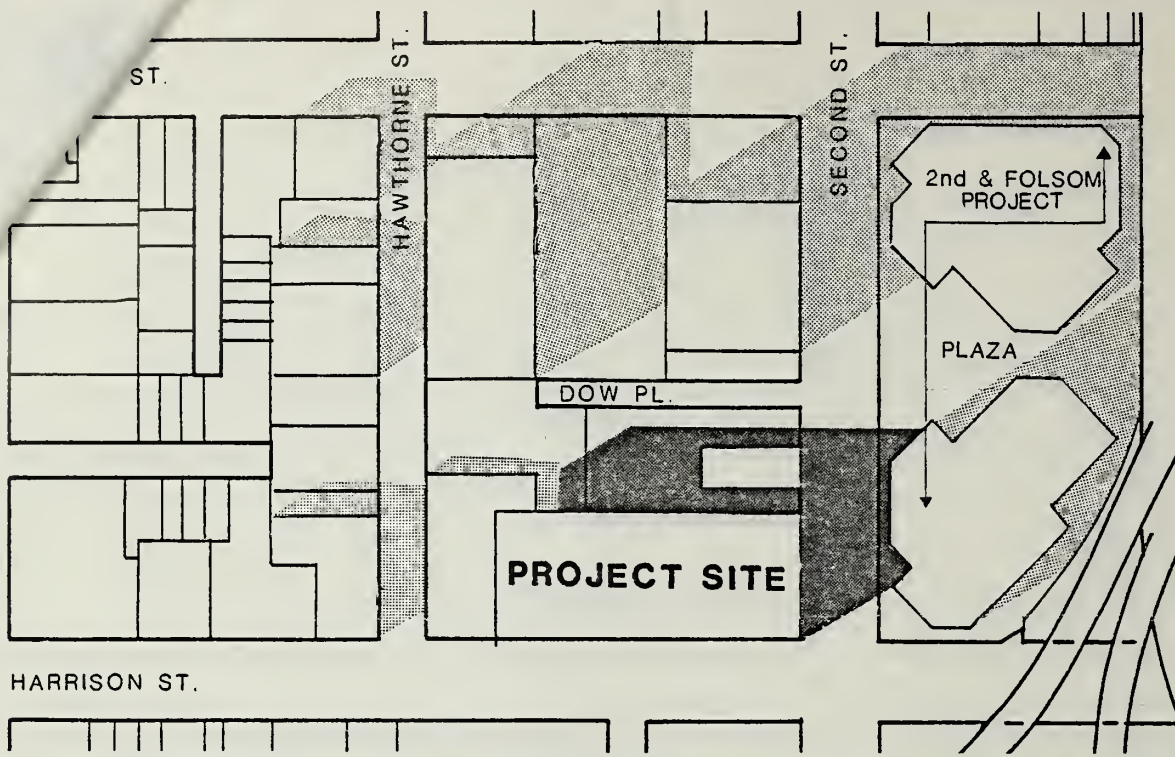 ST.
HAWTHORNE ST.
SECOND ST.
2nd & FOLSOM
PROJECT
PLAZA
DOW PL.
PROJECT SITE
HARRISON ST.